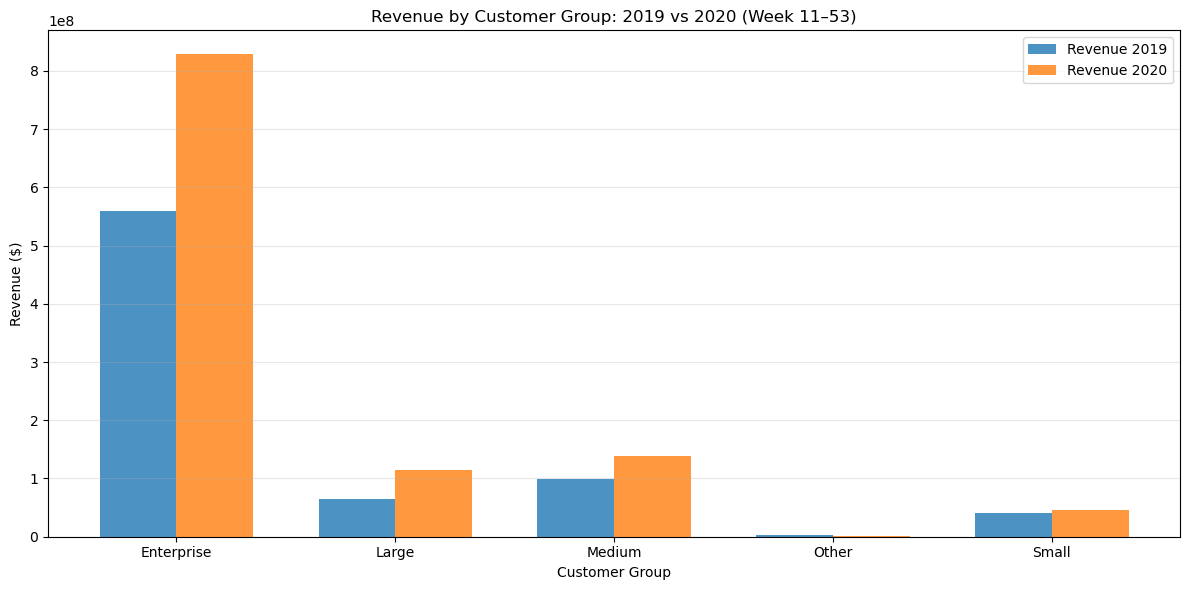 Revenue by Customer Group: 2019 vs 2020 (Week 11–53)
1e8
Revenue 2019
Revenue 2020
8
7
6
5
4
3
2
1
0
Revenue ($)
Enterprise Large Medium Other Small
Customer Group